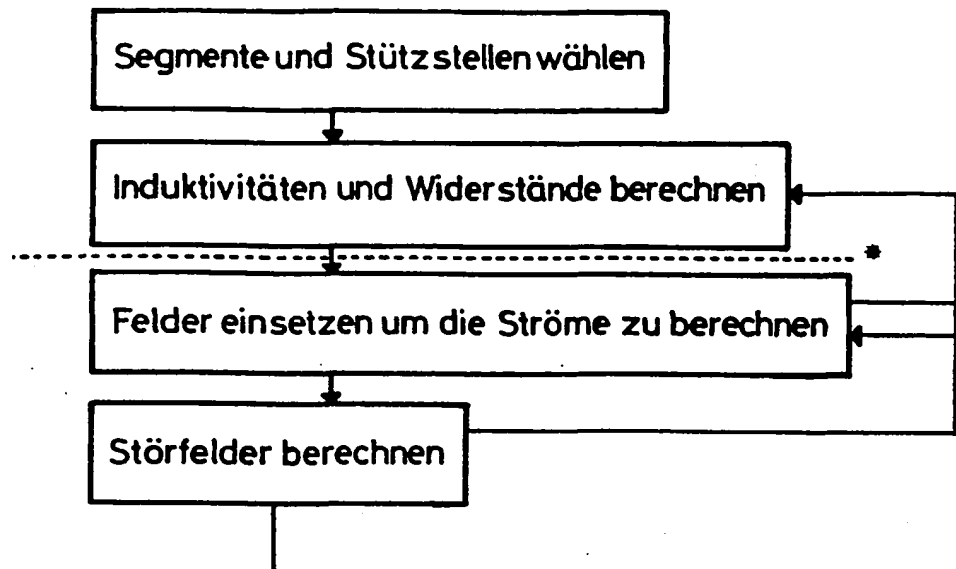 Segmente und Stützstellen wählen
Induktivitäten und Widerstände berechnen
*
Felder einsetzen um die Ströme zu berechnen
Störfelder berechnen